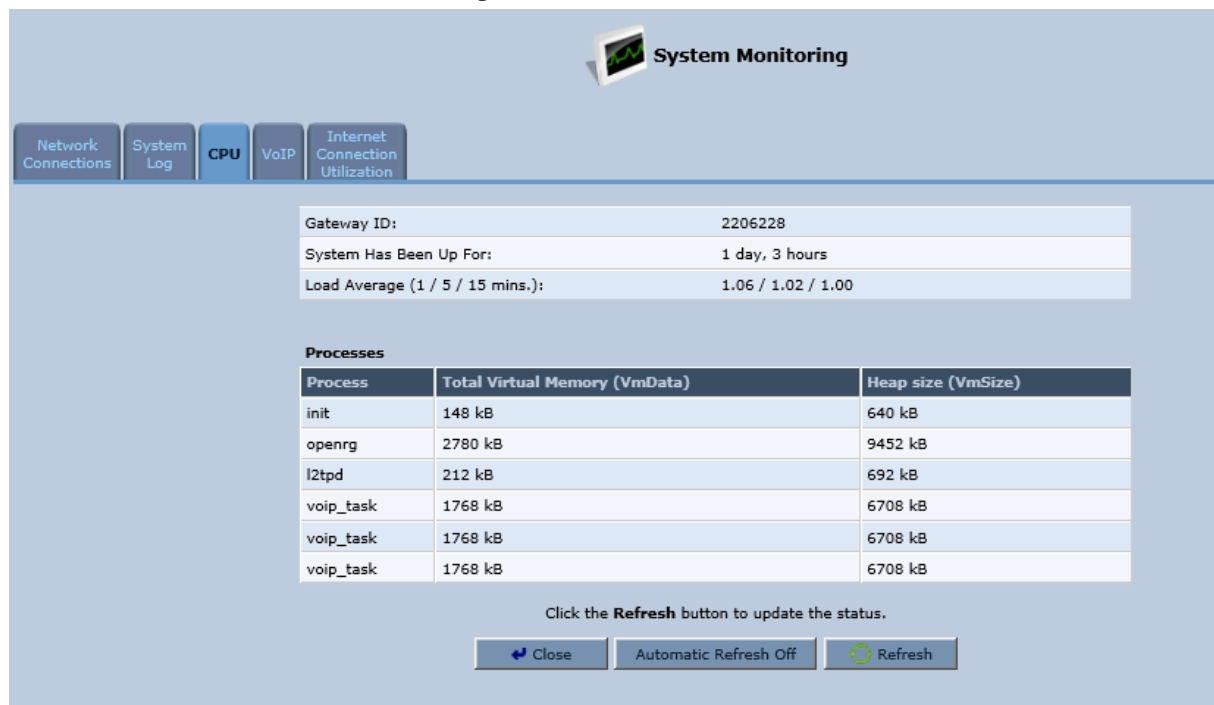 System Monitoring
Network Connections
System Log
CPU
VoIP
Internet Connection Utilization
Gateway ID: 2206228
System Has Been Up For: 1 day, 3 hours
Load Average (1 / 5 / 15 mins.): 1.06 / 1.02 / 1.00
Processes
Process Total Virtual Memory (VmData) Heap size (VmSize)
init 148 kB 640 kB
openrg 2780 kB 9452 kB
l2tpd 212 kB 692 kB
voip_task 1768 kB 6708 kB
voip_task 1768 kB 6708 kB
voip_task 1768 kB 6708 kB
Click the Refresh button to update the status.
Close Automatic Refresh Off Refresh